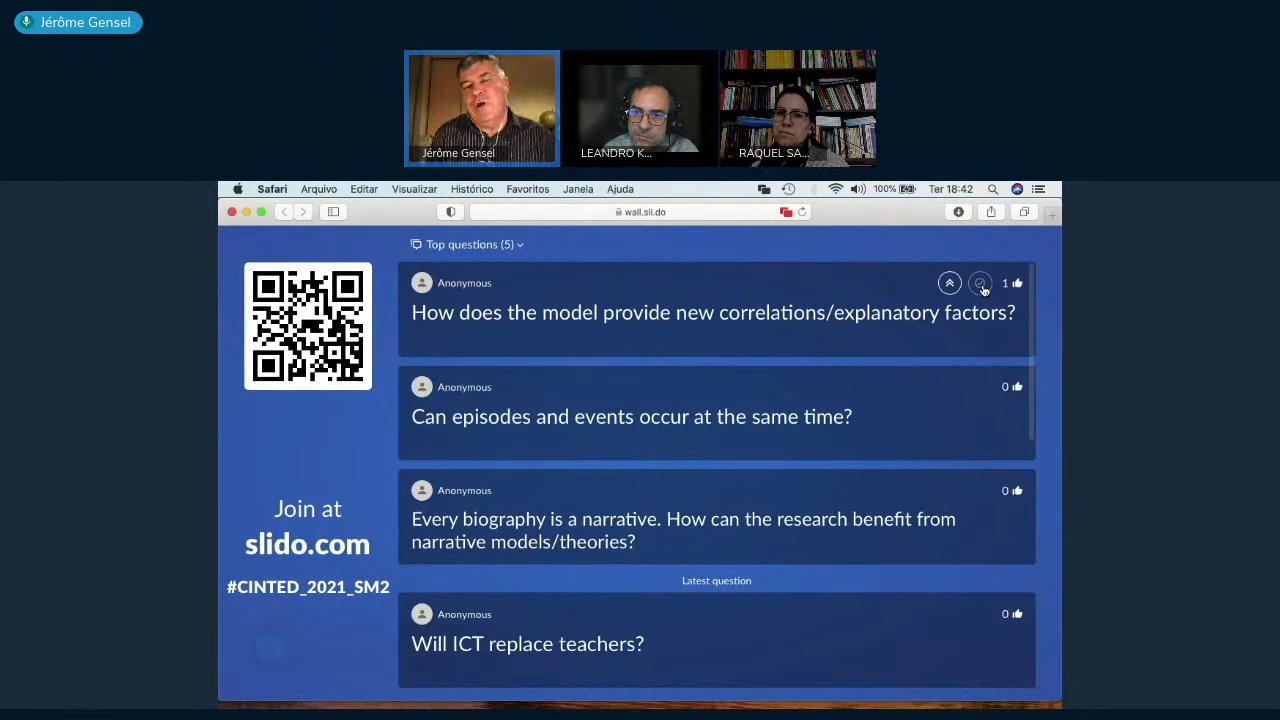 Jérôme Gensel
Jérôme Gensel
LEANDRO K...
RAQUEL SA...
Safari Arquivo Editar Visualizar Histórico Favoritos Janela Ajuda 100% Ter 18:42
wall.sli.do
Top questions (5)
Anonymous 1
How does the model provide new correlations/explanatory factors?
Anonymous 0
Can episodes and events occur at the same time?
Anonymous 0
Every biography is a narrative. How can the research benefit from
narrative models/theories?
Join at
slido.com
#CINTED_2021_SM2
Latest question
Anonymous 0
Will ICT replace teachers?